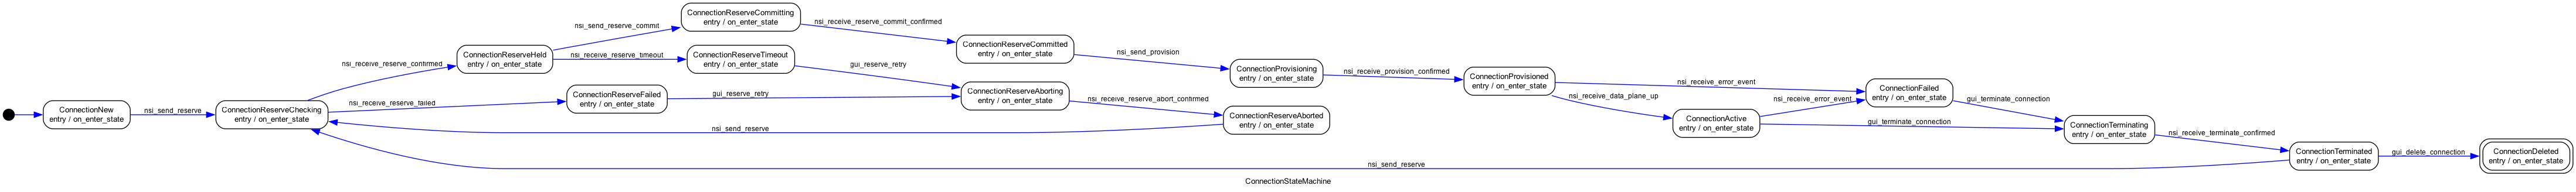 ConnectionNew
entry / on_enter_state
nsi_send_reserve
ConnectionReserveChecking
entry / on_enter_state
nsi_receive_reserve_confirmed
nsi_receive_reserve_failed
ConnectionReserveHeld
entry / on_enter_state
nsi_send_reserve_commit
nsi_receive_reserve_timeout
ConnectionReserveFailed
entry / on_enter_state
gui_reserve_retry
ConnectionReserveCommitting
entry / on_enter_state
nsi_receive_reserve_commit_confirmed
ConnectionReserveTimeout
entry / on_enter_state
gui_reserve_retry
ConnectionReserveCommitted
entry / on_enter_state
nsi_send_provision
ConnectionReserveAborting
entry / on_enter_state
nsi_receive_reserve_abort_confirmed
ConnectionReserveAborted
entry / on_enter_state
nsi_send_reserve
ConnectionProvisioning
entry / on_enter_state
nsi_receive_provision_confirmed
ConnectionProvisioned
entry / on_enter_state
nsi_receive_error_event
nsi_receive_data_plane_up
ConnectionActive
entry / on_enter_state
nsi_receive_error_event
gui_terminate_connection
ConnectionFailed
entry / on_enter_state
gui_terminate_connection
ConnectionTerminating
entry / on_enter_state
nsi_receive_terminate_confirmed
ConnectionTerminated
entry / on_enter_state
nsi_send_reserve
gui_delete_connection
ConnectionDeleted
entry / on_enter_state
ConnectionStateMachine